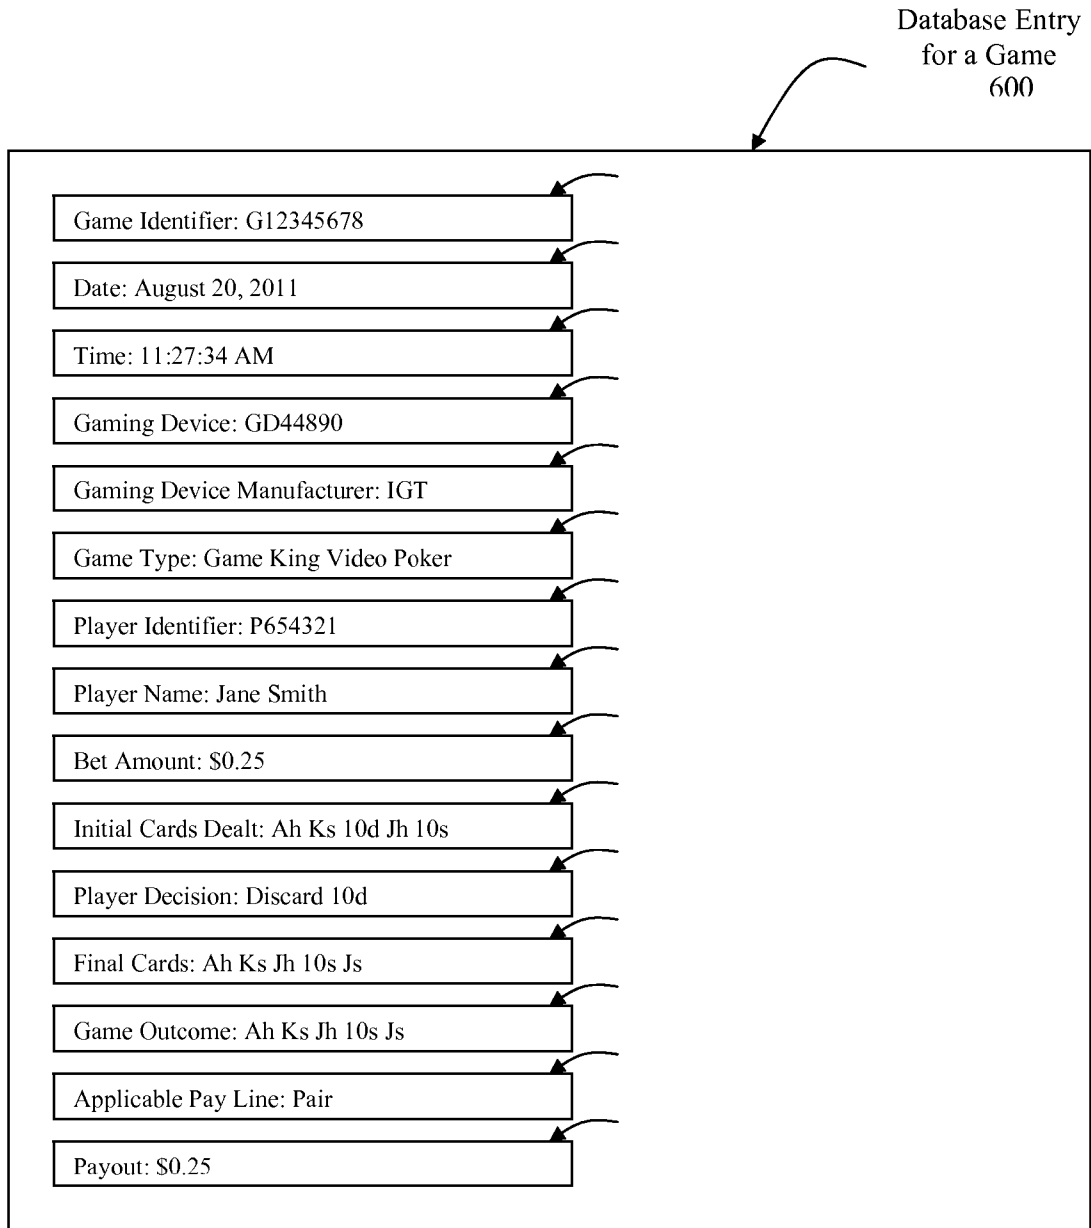 Database Entry
for a Game
600
Game Identifier: G12345678
Date: August 20, 2011
Time: 11:27:34 AM
Gaming Device: GD44890
Gaming Device Manufacturer: IGT
Game Type: Game King Video Poker
Player Identifier: P654321
Player Name: Jane Smith
Bet Amount: $0.25
Initial Cards Dealt: Ah Ks 10d Jh 10s
Player Decision: Discard 10d
Final Cards: Ah Ks Jh 10s Js
Game Outcome: Ah Ks Jh 10s Js
Applicable Pay Line: Pair
Payout: $0.25